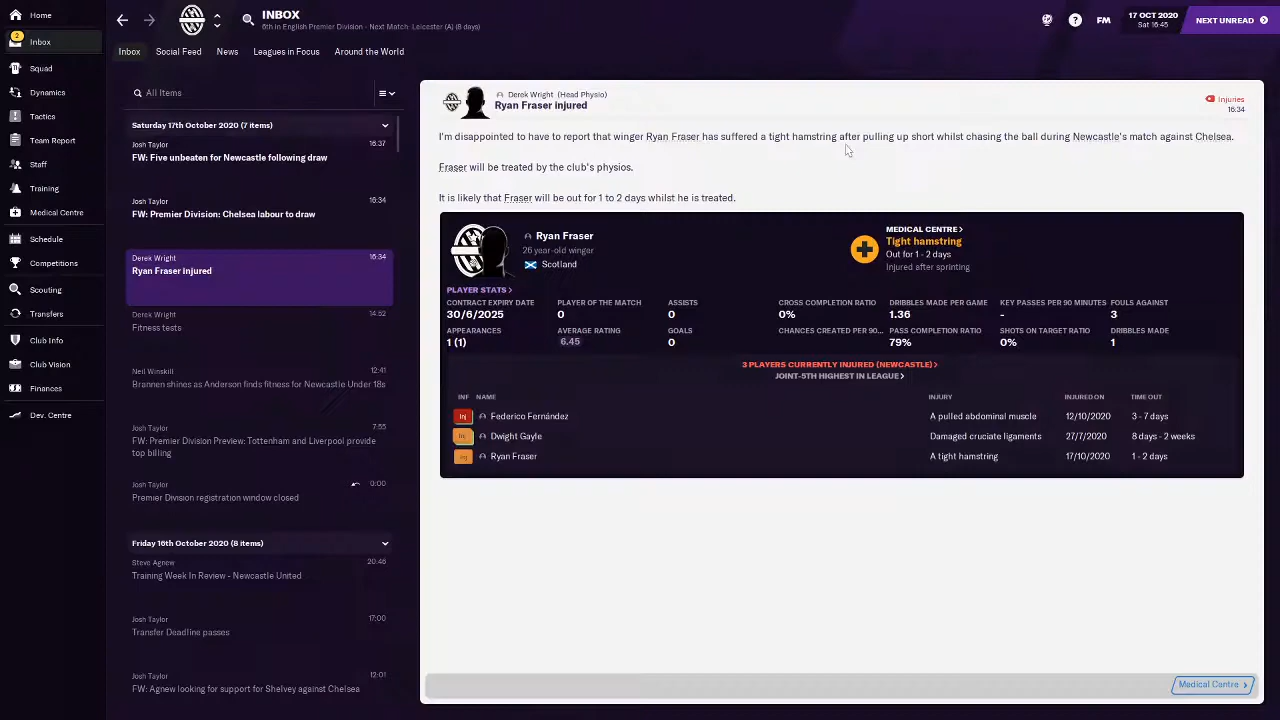 Home
INBOX
6th in English Premier Division - Next Match: Leicester (A) (8 days)
FM
17 OCT 2020
Sat 16:45
NEXT UNREAD
2
Inbox
Squad
Dynamics
Tactics
Team Report
Staff
Training
Medical Centre
Schedule
Competitions
Scouting
Transfers
Club Info
Club Vision
Finances
Dev. Centre
Inbox
Social Feed
News
Leagues in Focus
Around the World
All Items
Saturday 17th October 2020 (7 items)
Josh Taylor
16:37
FW: Five unbeaten for Newcastle following draw
Josh Taylor
16:34
FW: Premier Division: Chelsea labour to draw
Derek Wright
16:34
Ryan Fraser injured
Derek Wright
14:52
Fitness tests
Neil Winskill
12:41
Brannen shines as Anderson finds fitness for Newcastle Under 18s
Josh Taylor
7:55
FW: Premier Division Preview: Tottenham and Liverpool provide
top billing
Josh Taylor
0:00
Premier Division registration window closed
Friday 16th October 2020 (8 items)
Steve Agnew
20:46
Training Week In Review - Newcastle United
Josh Taylor
17:00
Transfer Deadline passes
Josh Taylor
12:01
FW: Agnew looking for support for Shelvey against Chelsea
Derek Wright (Head Physio)
Ryan Fraser injured
Injuries
16:34
I'm disappointed to have to report that winger Ryan Fraser has suffered a tight hamstring after pulling up short whilst chasing the ball during Newcastle's match against Chelsea.
Fraser will be treated by the club's physios.
It is likely that Fraser will be out for 1 to 2 days whilst he is treated.
Ryan Fraser
26 year-old winger
Scotland
MEDICAL CENTRE >
Tight hamstring
Out for 1 - 2 days
Injured after sprinting
PLAYER STATS >
CONTRACT EXPIRY DATE
PLAYER OF THE MATCH
ASSISTS
CROSS COMPLETION RATIO
DRIBBLES MADE PER GAME
KEY PASSES PER 90 MINUTES
FOULS AGAINST
30/6/2025
0
0
0%
1.36
-
3
APPEARANCES
AVERAGE RATING
GOALS
CHANCES CREATED PER 90...
PASS COMPLETION RATIO
SHOTS ON TARGET RATIO
DRIBBLES MADE
1 (1)
6.45
0
79%
0%
1
3 PLAYERS CURRENTLY INJURED (NEWCASTLE) >
JOINT-5TH HIGHEST IN LEAGUE >
INF
NAME
INJURY
INJURED ON
TIME OUT
Inj
Federico Fernández
A pulled abdominal muscle
12/10/2020
3 - 7 days
Inj
Dwight Gayle
Damaged cruciate ligaments
27/7/2020
8 days - 2 weeks
Inj
Ryan Fraser
A tight hamstring
17/10/2020
1 - 2 days
Medical Centre >